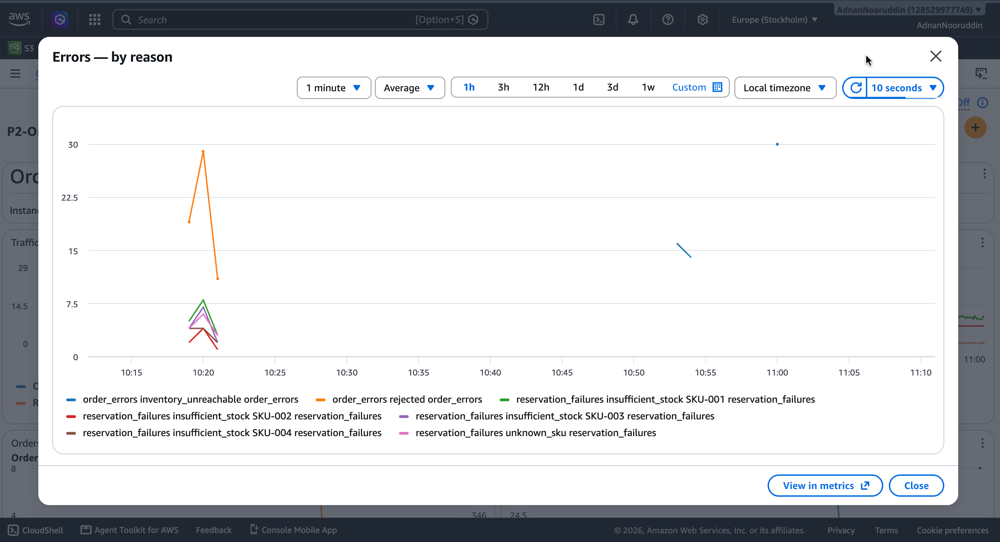 aws
Search [Option+S]
Europe (Stockholm)
AdnanNooruddin (128529977749)
AdnanNooruddin
S3
Errors — by reason
1 minute Average 1h 3h 12h 1d 3d 1w Custom Local timezone 10 seconds
Off
P2-O
30
22.5
15
7.5
0
10:15 10:20 10:25 10:30 10:35 10:40 10:45 10:50 10:55 11:00 11:05 11:10
order_errors inventory_unreachable order_errors order_errors rejected order_errors reservation_failures insufficient_stock SKU-001 reservation_failures
reservation_failures insufficient_stock SKU-002 reservation_failures reservation_failures insufficient_stock SKU-003 reservation_failures
reservation_failures insufficient_stock SKU-004 reservation_failures reservation_failures unknown_sku reservation_failures
Ord
Instan
Traffic
29
14.5
0
11:00
Orders
Order
8
4
346 24.5
View in metrics Close
CloudShell Agent Toolkit for AWS Feedback Console Mobile App © 2026, Amazon Web Services, Inc. or its affiliates. Privacy Terms Cookie preferences